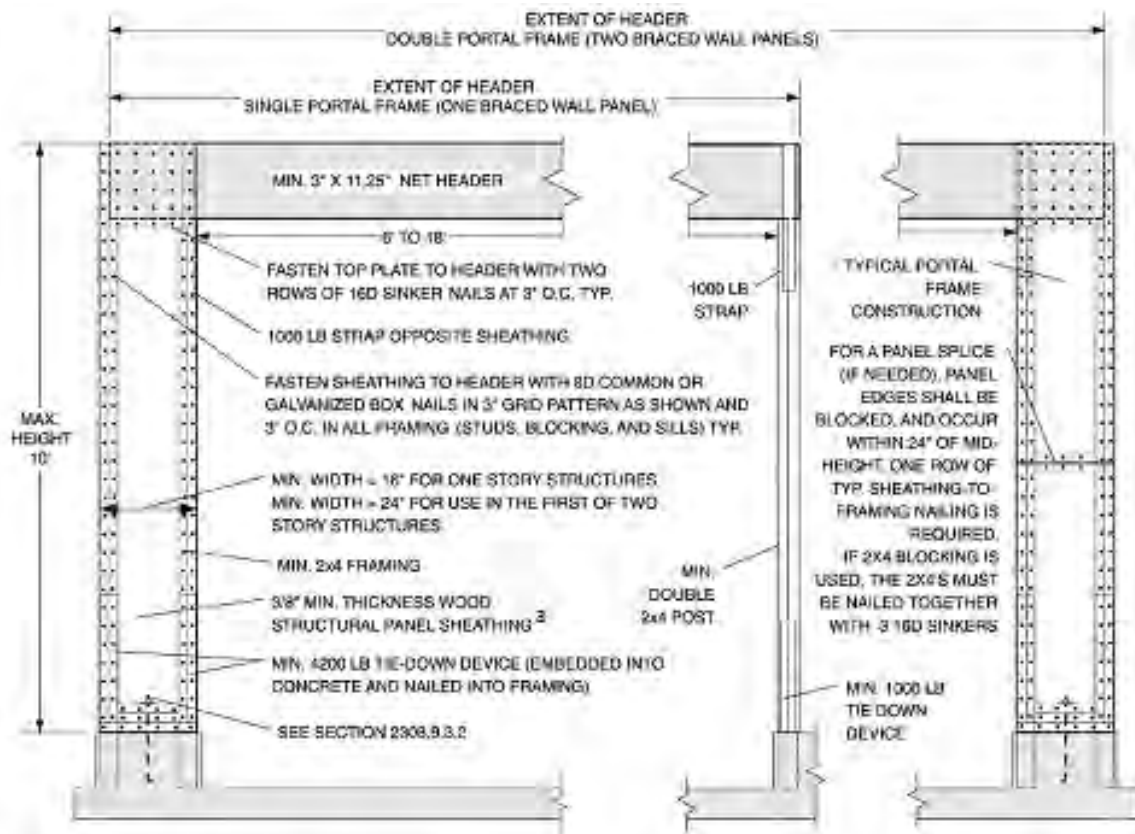 EXTENT OF HEADER
DOUBLE PORTAL FRAME (TWO BRACED WALL PANELS)
EXTENT OF HEADER
SINGLE PORTAL FRAME (ONE BRACED WALL PANEL)
MIN. 3" X 11.25" NET HEADER
6' TO 18'
FASTEN TOP PLATE TO HEADER WITH TWO
ROWS OF 16D SINKER NAILS AT 3" O.C. TYP.
1000 LB STRAP OPPOSITE SHEATHING
FASTEN SHEATHING TO HEADER WITH 8D COMMON OR
GALVANIZED BOX NAILS IN 3" GRID PATTERN AS SHOWN AND
3" O.C. IN ALL FRAMING (STUDS, BLOCKING, AND SILLS) TYP.
MAX.
HEIGHT
10'
MIN. WIDTH = 16" FOR ONE STORY STRUCTURES
MIN. WIDTH = 24" FOR USE IN THE FIRST OF TWO
STORY STRUCTURES
MIN. 2x4 FRAMING
3/8" MIN. THICKNESS WOOD
STRUCTURAL PANEL SHEATHING
MIN. 4200 LB TIE-DOWN DEVICE (EMBEDDED INTO
CONCRETE AND NAILED INTO FRAMING)
SEE SECTION 2308.9.3.2
1000 LB
STRAP
MIN.
DOUBLE
2x4 POST
MIN. 1000 LB
TIE DOWN
DEVICE
TYPICAL PORTAL
FRAME
CONSTRUCTION
FOR A PANEL SPLICE
(IF NEEDED), PANEL
EDGES SHALL BE
BLOCKED, AND OCCUR
WITHIN 24" OF MID-
HEIGHT. ONE ROW OF
TYP. SHEATHING-TO-
FRAMING NAILING IS
REQUIRED.
IF 2X4 BLOCKING IS
USED, THE 2X4'S MUST
BE NAILED TOGETHER
WITH 3 16D SINKERS